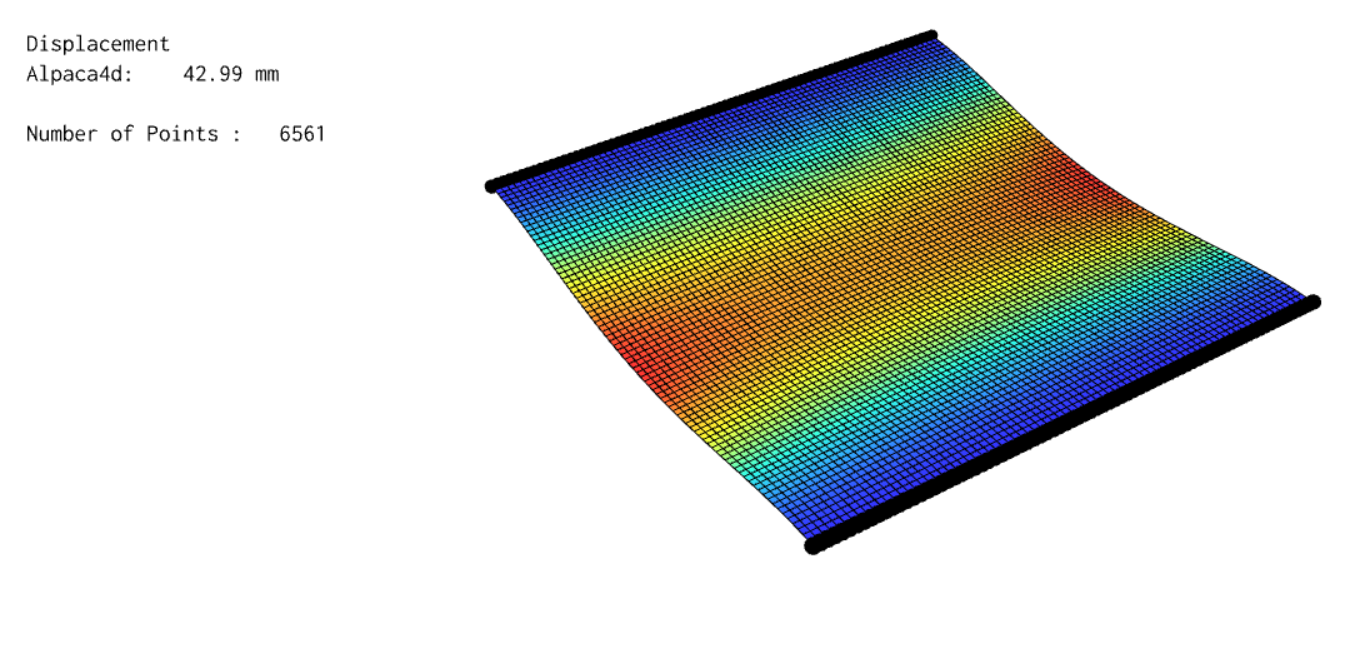 Displacement
Alpaca4d: 42.99 mm
Number of Points : 6561